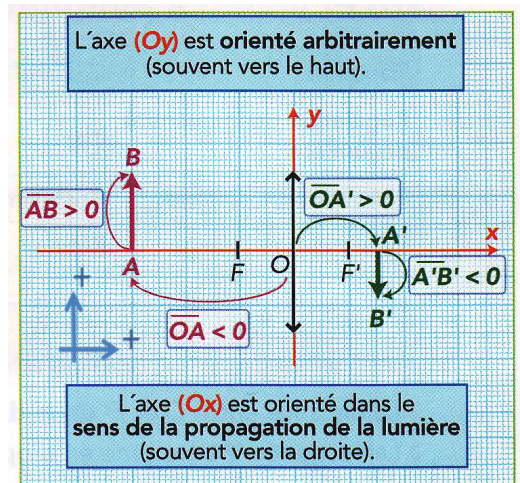 L'axe (Oy) est orienté arbitrairement
(souvent vers le haut).
y
B
AB > 0
OA' > 0
A'
x
A
F
O
F'
A'B' < 0
+
B'
OA < 0
+
L'axe (Ox) est orienté dans le
sens de la propagation de la lumière
(souvent vers la droite).